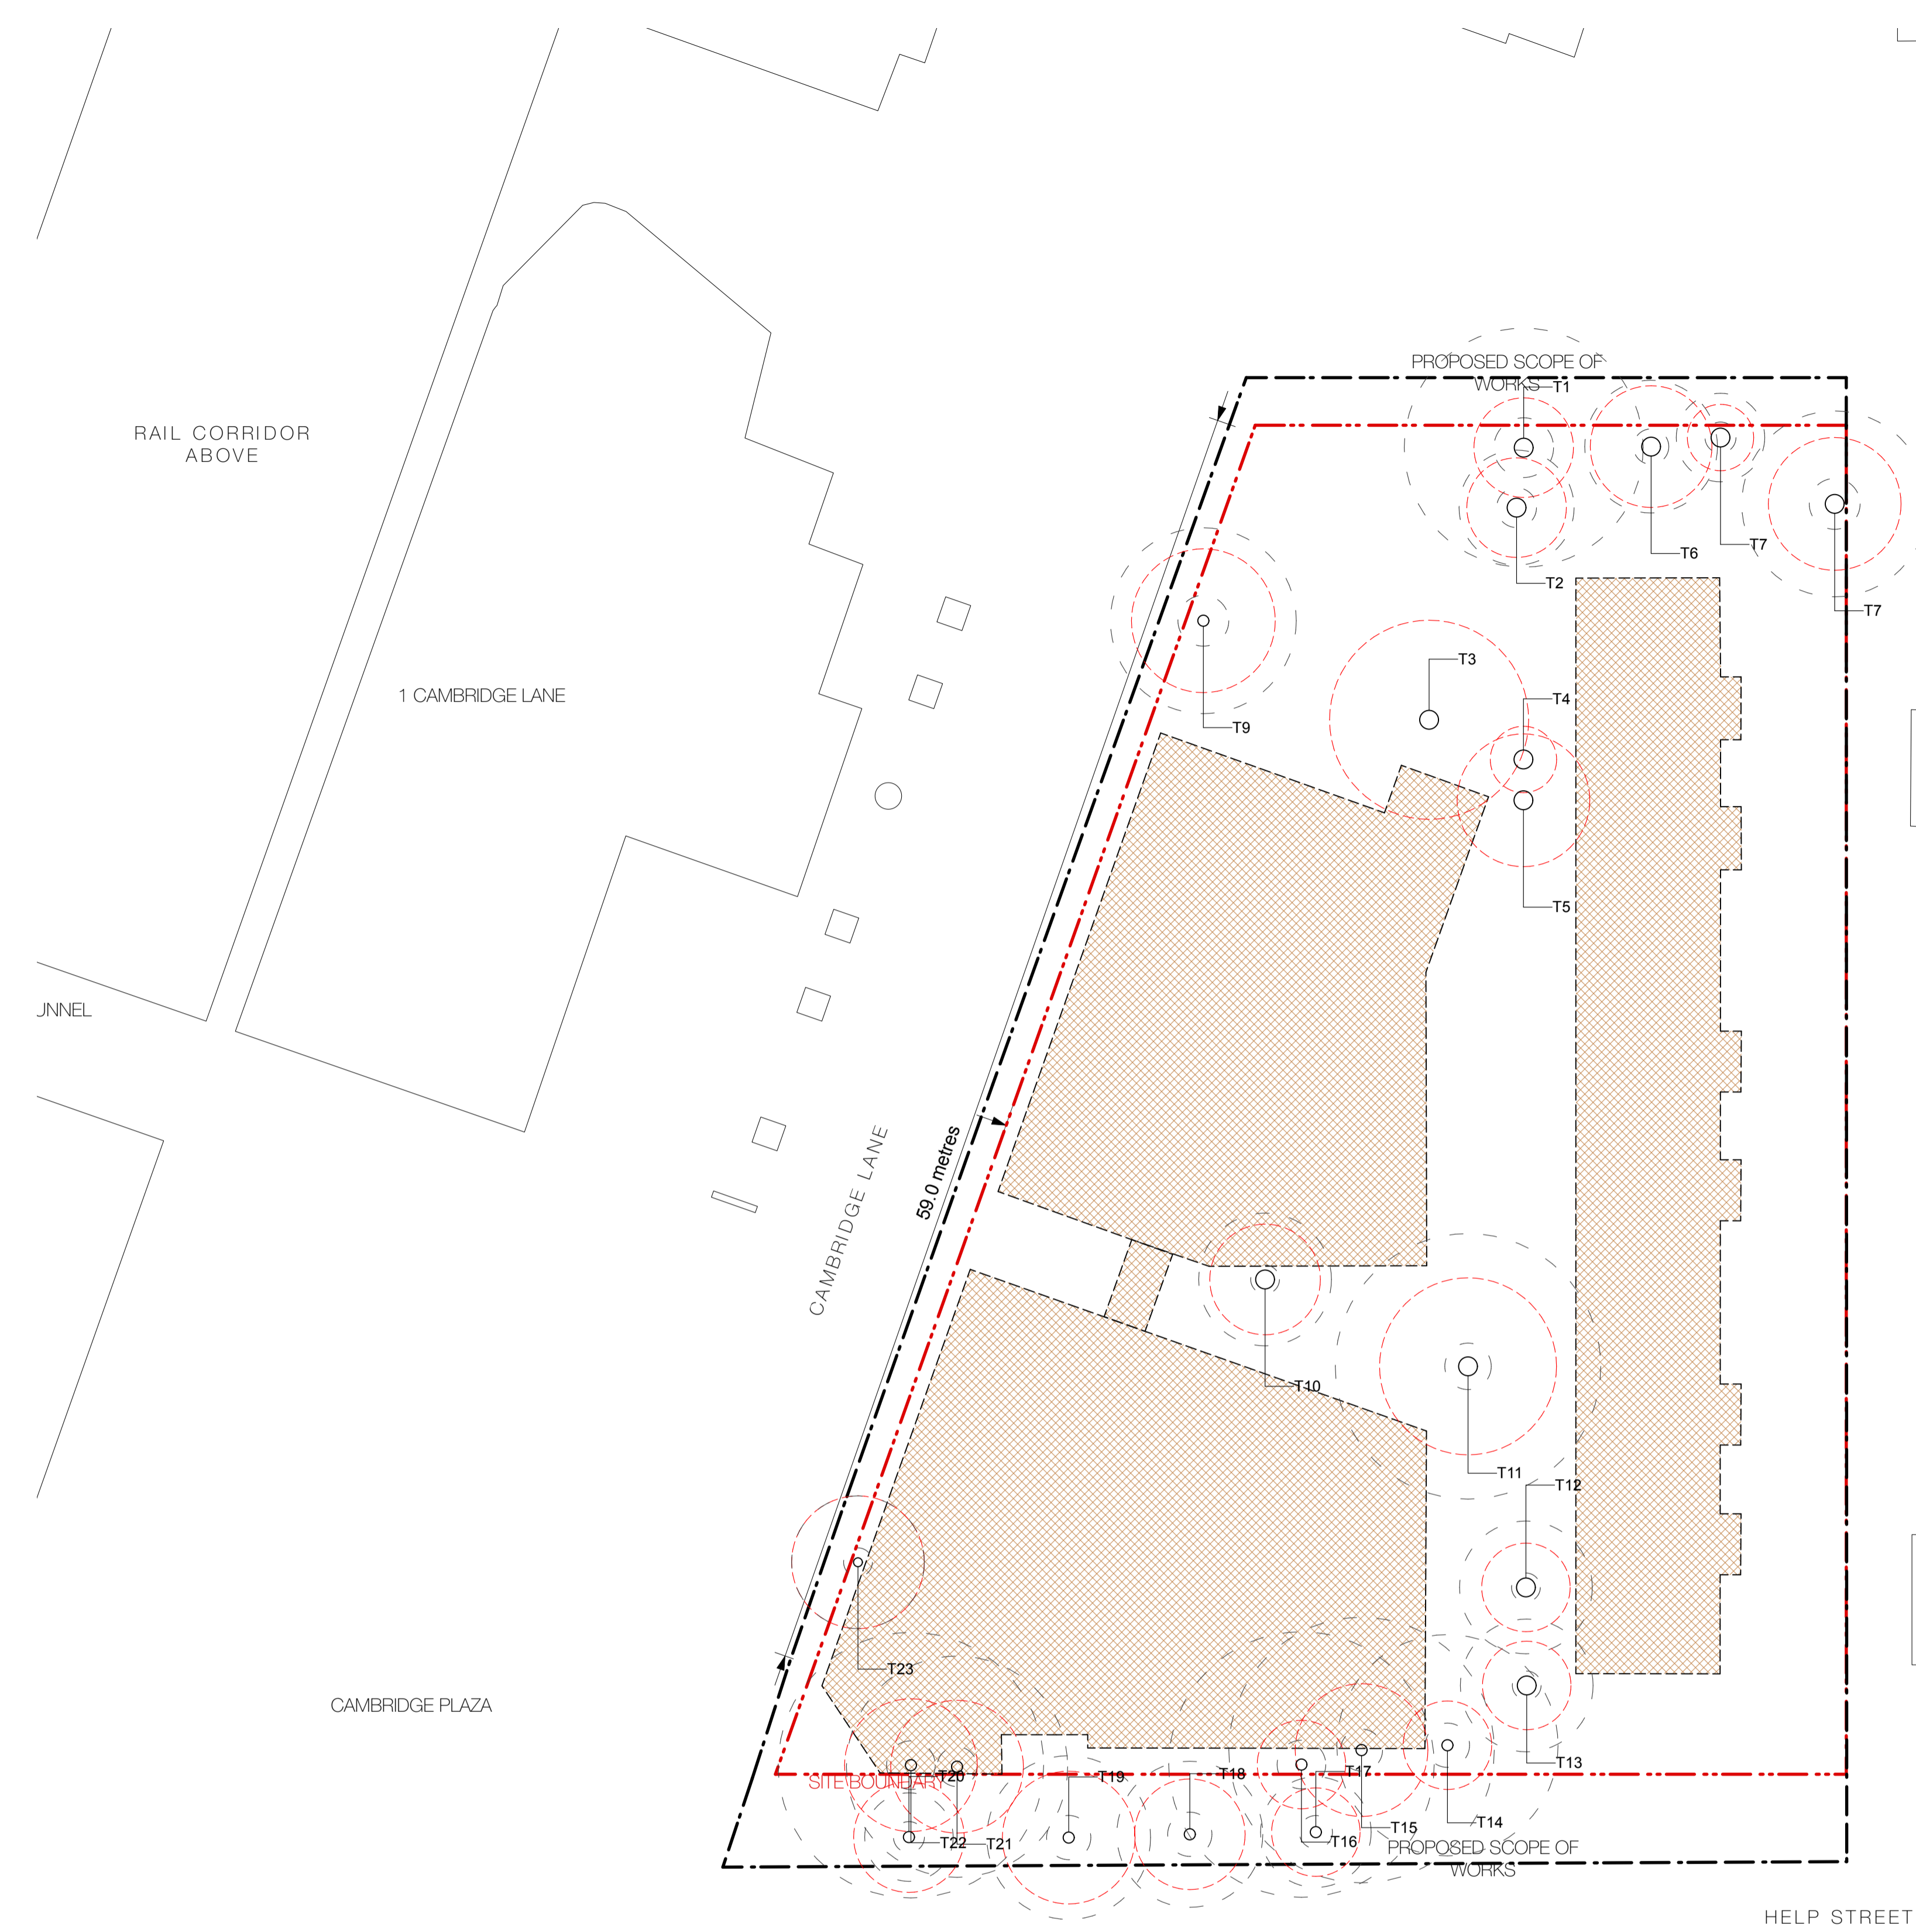 PROPOSED SCOPE OF
WORKS
T1
RAIL CORRIDOR
ABOVE
T6
T7
T2
T7
T3
1 CAMBRIDGE LANE
T4
T9
T5
UNNEL
59.0 metres
CAMBRIDGE LANE
T10
T11
T12
T23
CAMBRIDGE PLAZA
T13
T17
T18
T19
T20
SITE BOUNDARY
T14
T15
T16
T22
T21
PROPOSED SCOPE OF
WORKS
HELP STREET